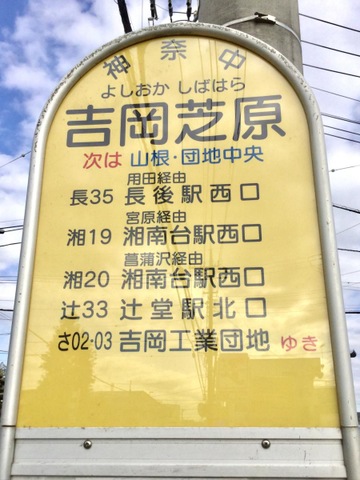 神奈中
よしおか しばはら
吉岡芝原
次は 山根・団地中央
用田経由
長35 長後駅西口
宮原経由
湘19 湘南台駅西口
菖蒲沢経由
湘20 湘南台駅西口
辻33 辻堂駅北口
さ02・03 吉岡工業団地 ゆき